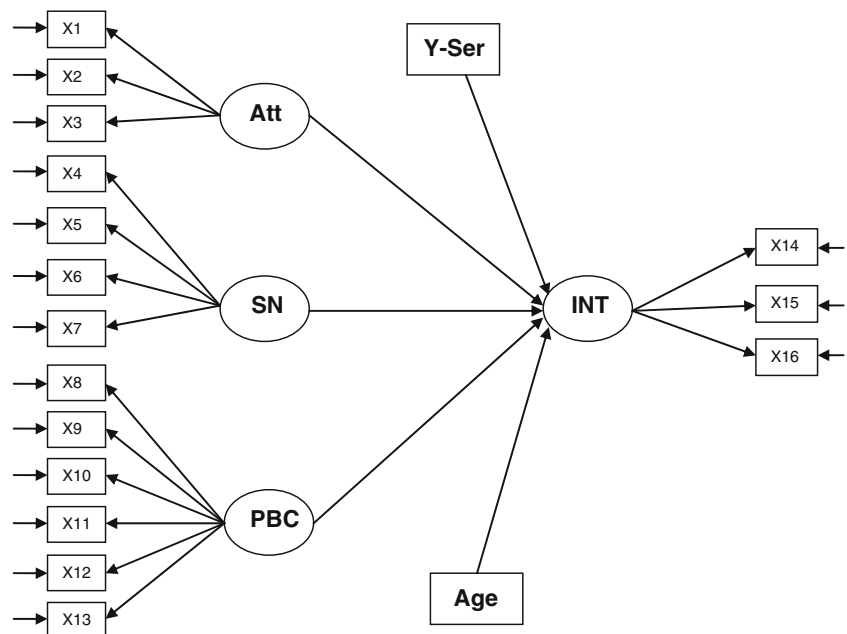 X1
X2
X3
X4
X5
X6
X7
X8
X9
X10
X11
X12
X13
Att
SN
PBC
Y-Ser
Age
INT
X14
X15
X16